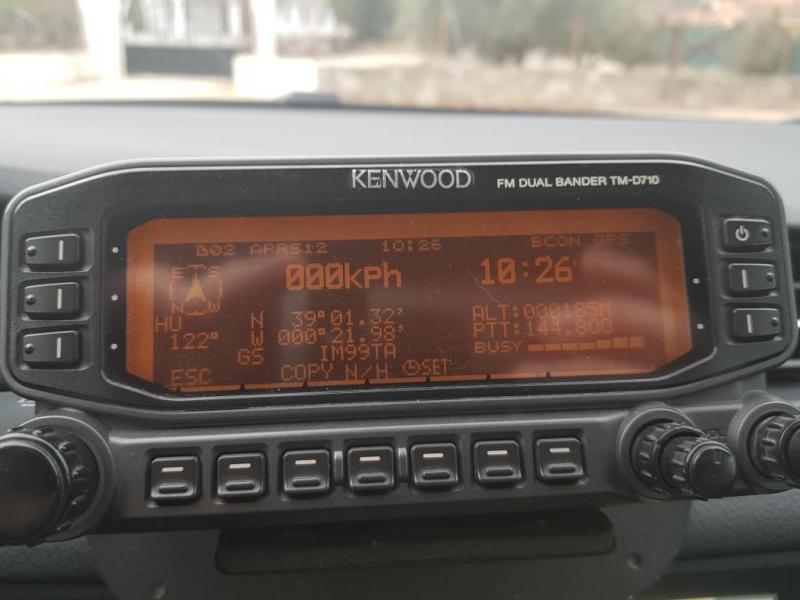 KENWOOD FM DUAL BANDER TM-D710
APRS12 10:26 BCON GPS
000kph 10:26
E S
N W
HU N 39°01.32' ALT:000185M
122° W 000°21.98' PTT:144.800
GS IM99TA BUSY
ESC COPY N/H SET